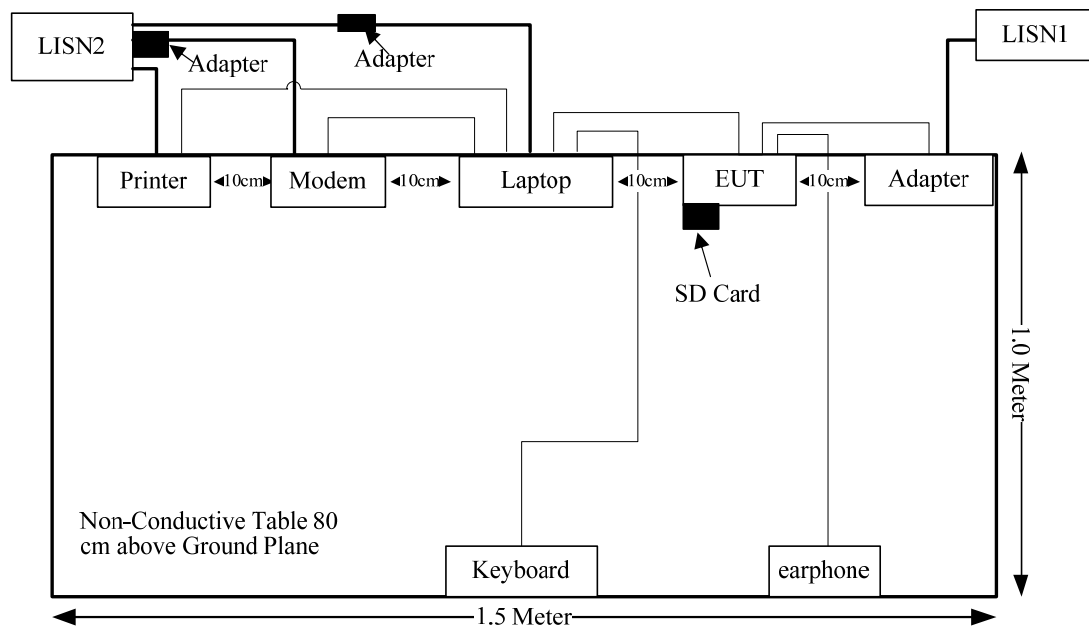 LISN2
LISN1
Adapter
Adapter
Printer
10cm
Modem
10cm
Laptop
10cm
EUT
10cm
Adapter
SD Card
1.0 Meter
Non-Conductive Table 80
cm above Ground Plane
Keyboard
earphone
1.5 Meter